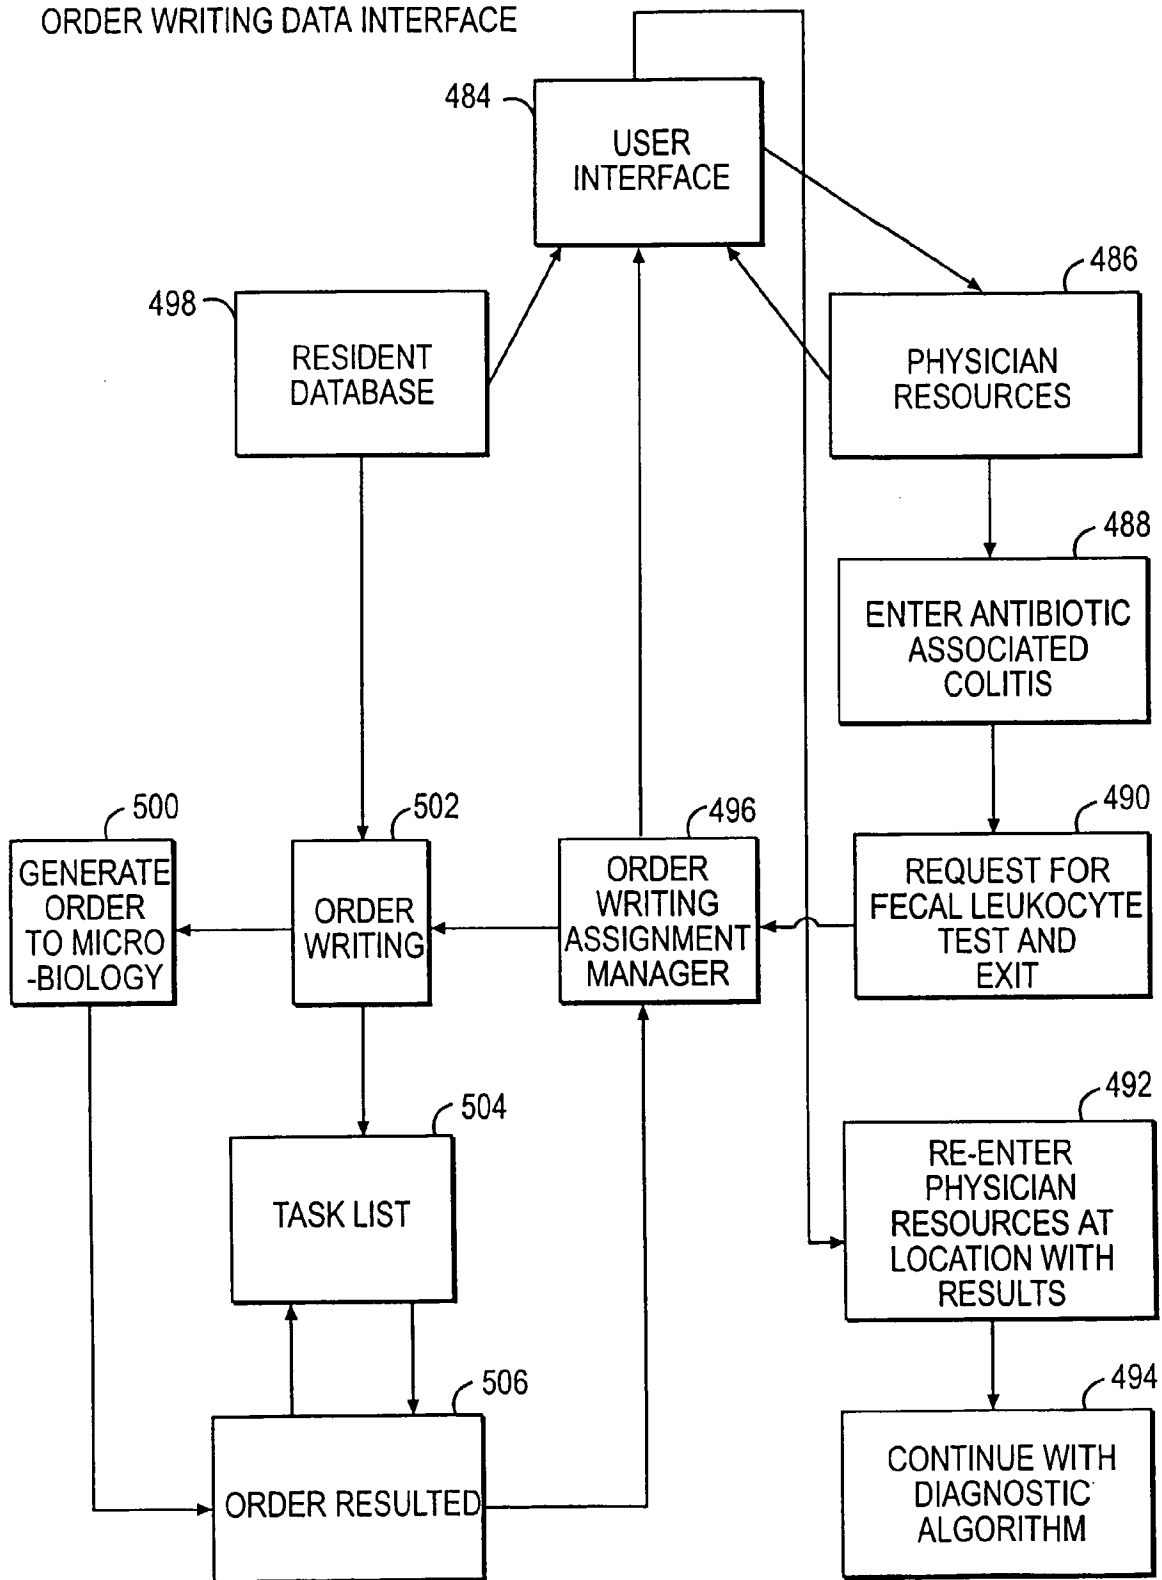 ORDER WRITING DATA INTERFACE
484
USER
INTERFACE
498
RESIDENT
DATABASE
486
PHYSICIAN
RESOURCES
488
ENTER ANTIBIOTIC
ASSOCIATED
COLITIS
500
GENERATE
ORDER
TO MICRO
-BIOLOGY
502
ORDER
WRITING
496
ORDER
WRITING
ASSIGNMENT
MANAGER
490
REQUEST FOR
FECAL LEUKOCYTE
TEST AND
EXIT
504
TASK LIST
492
RE-ENTER
PHYSICIAN
RESOURCES AT
LOCATION WITH
RESULTS
506
ORDER RESULTED
494
CONTINUE WITH
DIAGNOSTIC
ALGORITHM